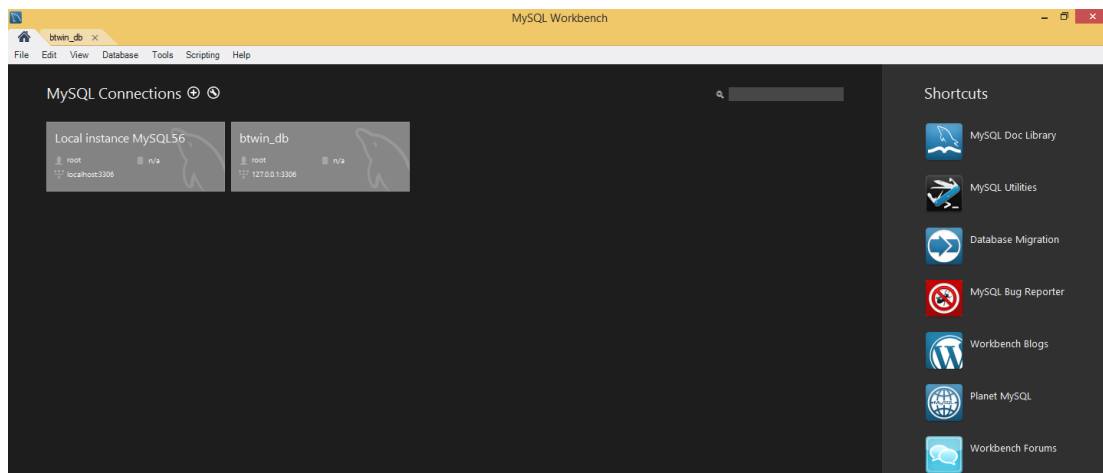 MySQL Workbench
btwin_db ×
File Edit View Database Tools Scripting Help
MySQL Connections
Local instance MySQL56
root n/a
localhost:3306
btwin_db
root n/a
127.0.0.1:3306
Shortcuts
MySQL Doc Library
MySQL Utilities
Database Migration
MySQL Bug Reporter
Workbench Blogs
Planet MySQL
Workbench Forums